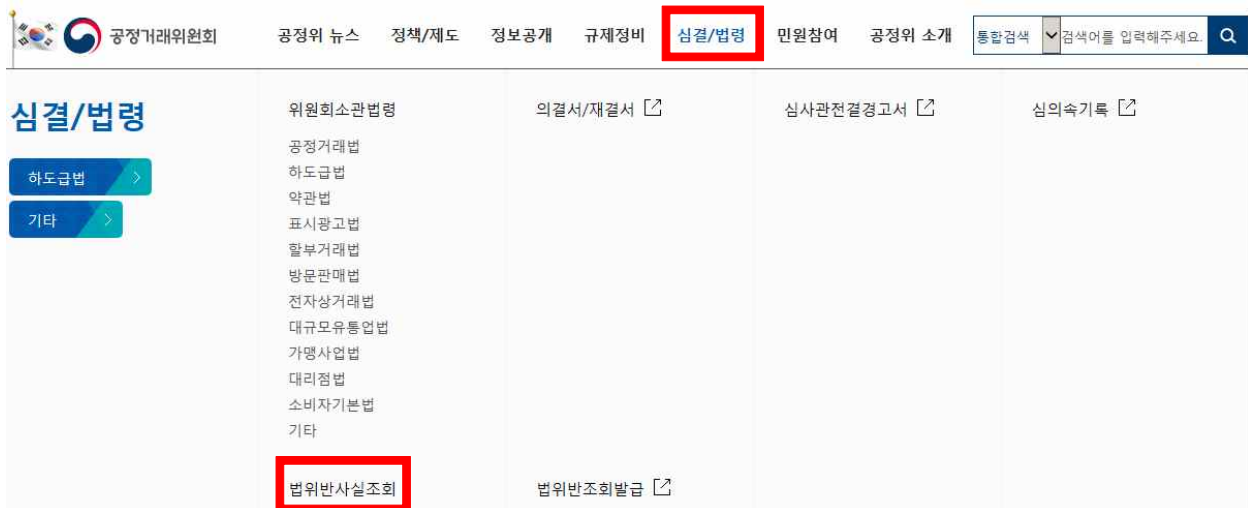 공정거래위원회 공정위 뉴스 정책/제도 정보공개 규제정비 심결/법령 민원참여 공정위 소개 통합검색 검색어를 입력해주세요.
심결/법령
하도급법
기타
위원회소관법령
공정거래법
하도급법
약관법
표시광고법
할부거래법
방문판매법
전자상거래법
대규모유통업법
가맹사업법
대리점법
소비자기본법
기타
의결서/재결서
심사관전결경고서
심의속기록
법위반사실조회
법위반조회발급